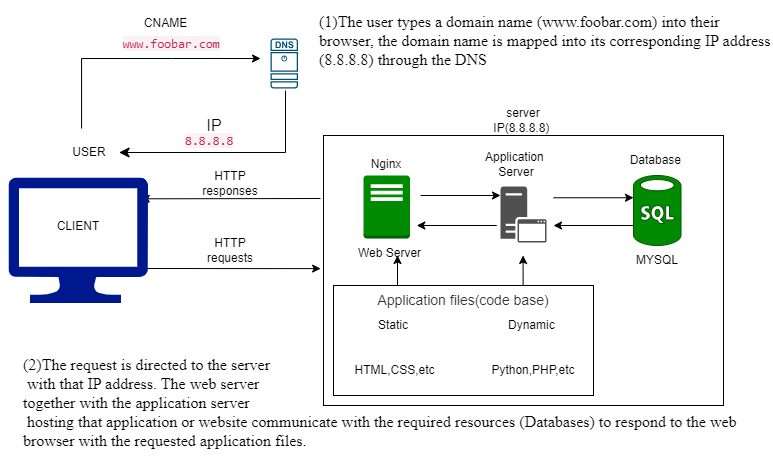 CNAME
www.foobar.com
DNS
(1)The user types a domain name (www.foobar.com) into their
browser, the domain name is mapped into its corresponding IP address
(8.8.8.8) through the DNS
IP
8.8.8.8
USER
server
IP(8.8.8.8)
HTTP
responses
CLIENT
HTTP
requests
Nginx
Web Server
Application
Server
Database
SQL
MYSQL
Application files(code base)
Static
Dynamic
HTML,CSS,etc
Python,PHP,etc
(2)The request is directed to the server
with that IP address. The web server
together with the application server
hosting that application or website communicate with the required resources (Databases) to respond to the web
browser with the requested application files.